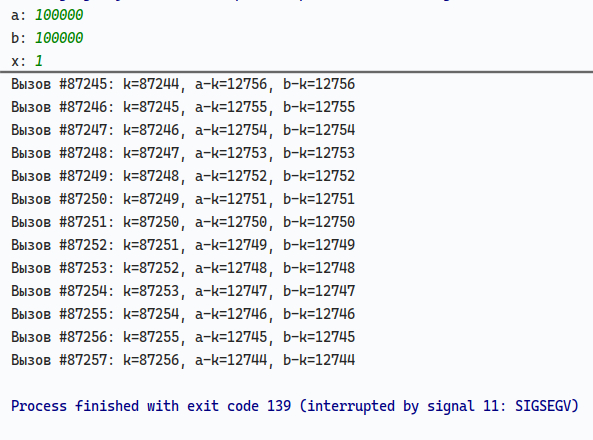 a: 100000
b: 100000
x: 1
Вызов #87245: k=87244, a-k=12756, b-k=12756
Вызов #87246: k=87245, a-k=12755, b-k=12755
Вызов #87247: k=87246, a-k=12754, b-k=12754
Вызов #87248: k=87247, a-k=12753, b-k=12753
Вызов #87249: k=87248, a-k=12752, b-k=12752
Вызов #87250: k=87249, a-k=12751, b-k=12751
Вызов #87251: k=87250, a-k=12750, b-k=12750
Вызов #87252: k=87251, a-k=12749, b-k=12749
Вызов #87253: k=87252, a-k=12748, b-k=12748
Вызов #87254: k=87253, a-k=12747, b-k=12747
Вызов #87255: k=87254, a-k=12746, b-k=12746
Вызов #87256: k=87255, a-k=12745, b-k=12745
Вызов #87257: k=87256, a-k=12744, b-k=12744
Process finished with exit code 139 (interrupted by signal 11: SIGSEGV)